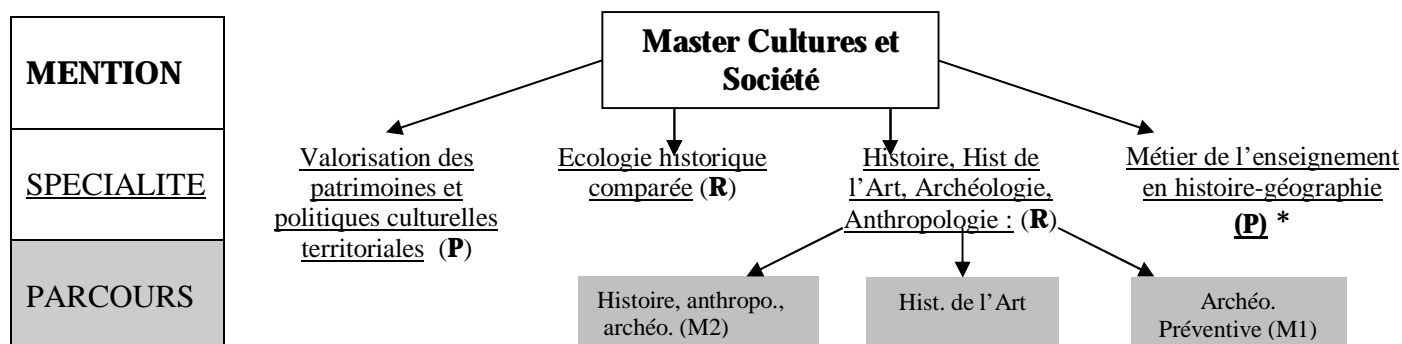 MENTION
SPECIALITE
PARCOURS
Master Cultures et
Société
Valorisation des
patrimoines et
politiques culturelles
territoriales (P)
Ecologie historique
comparée (R)
Histoire, Hist de
l’Art, Archéologie,
Anthropologie : (R)
Métier de l’enseignement
en histoire-géographie
(P) *
Histoire, anthropo.,
archéo. (M2)
Hist. de l’Art
Archéo.
Préventive (M1)